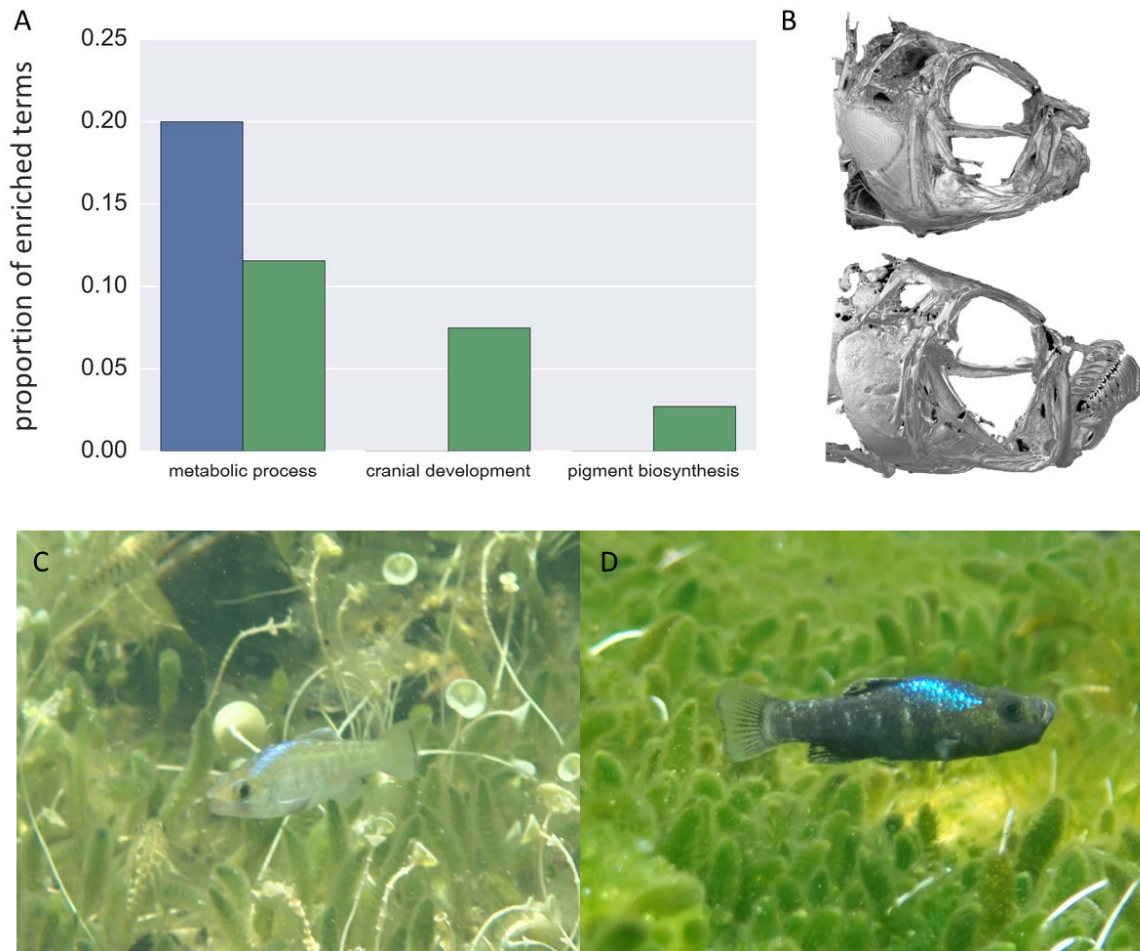 A
B
proportion of enriched terms
0.25
0.20
0.15
0.10
0.05
0.00
metabolic process
cranial development
pigment biosynthesis
C
D